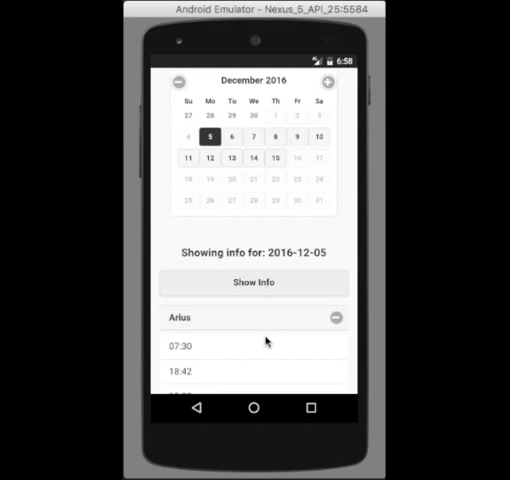 Android Emulator - Nexus_5_API_25:5584
6:58
December 2016
Su Mo Tu We Th Fr Sa
27 28 29 30 1 2 3
4 5 6 7 8 9 10
11 12 13 14 15 16 17
18 19 20 21 22 23 24
25 26 27 28 29 30 31
Showing info for: 2016-12-05
Show Info
Arius
07:30
18:42